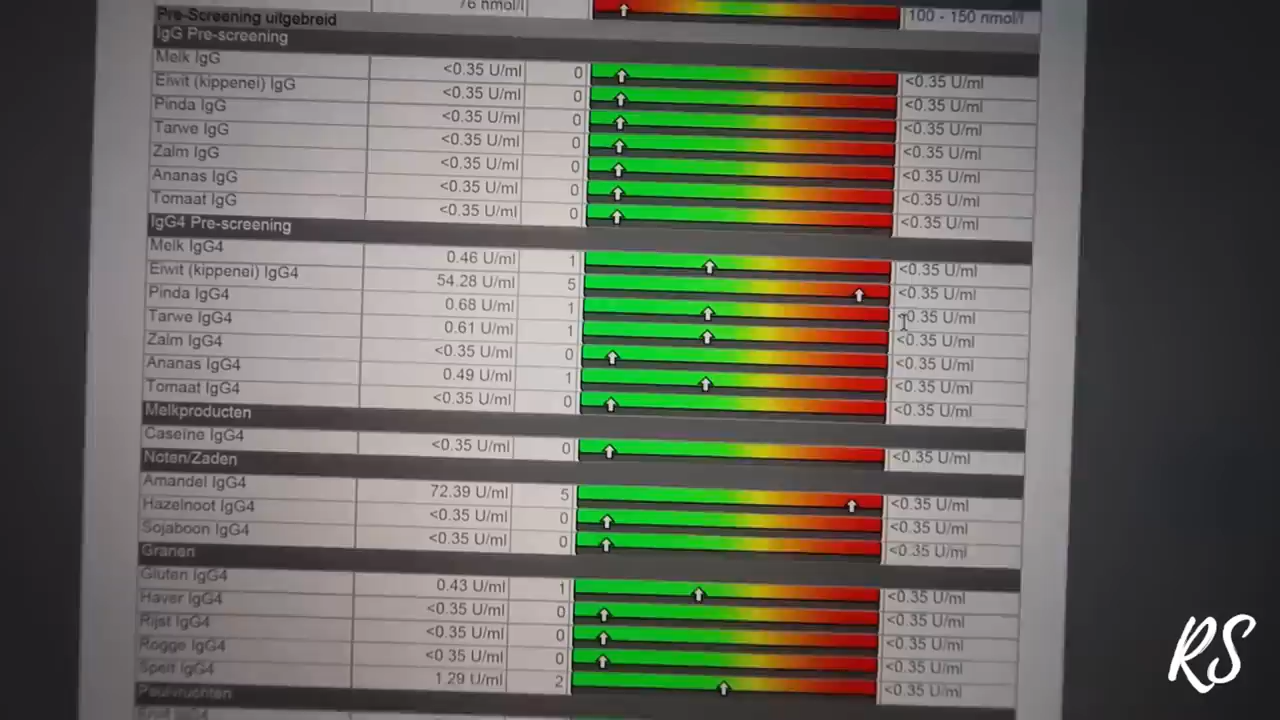 76 nmol/l 100 - 150 nmol/l
Pre-Screening uitgebreid
IgG Pre-screening
Melk IgG <0.35 U/ml 0 <0.35 U/ml
Eiwit (kippenei) IgG <0.35 U/ml 0 <0.35 U/ml
Pinda IgG <0.35 U/ml 0 <0.35 U/ml
Tarwe IgG <0.35 U/ml 0 <0.35 U/ml
Zalm IgG <0.35 U/ml 0 <0.35 U/ml
Ananas IgG <0.35 U/ml 0 <0.35 U/ml
Tomaat IgG <0.35 U/ml 0 <0.35 U/ml
IgG4 Pre-screening
Melk IgG4 0.46 U/ml 1 <0.35 U/ml
Eiwit (kippenei) IgG4 54.28 U/ml 5 <0.35 U/ml
Pinda IgG4 0.68 U/ml 1 <0.35 U/ml
Tarwe IgG4 0.61 U/ml 1 <0.35 U/ml
Zalm IgG4 <0.35 U/ml 0 <0.35 U/ml
Ananas IgG4 0.49 U/ml 1 <0.35 U/ml
Tomaat IgG4 <0.35 U/ml 0 <0.35 U/ml
Melkproducten
Caseïne IgG4 <0.35 U/ml 0 <0.35 U/ml
Noten/Zaden
Amandel IgG4 72.39 U/ml 5 <0.35 U/ml
Hazelnoot IgG4 <0.35 U/ml 0 <0.35 U/ml
Sojaboon IgG4 <0.35 U/ml 0 <0.35 U/ml
Granen
Gluten IgG4 0.43 U/ml 1 <0.35 U/ml
Haver IgG4 <0.35 U/ml 0 <0.35 U/ml
Rijst IgG4 <0.35 U/ml 0 <0.35 U/ml
Rogge IgG4 <0.35 U/ml 0 <0.35 U/ml
Spelt IgG4 1.29 U/ml 2 <0.35 U/ml
Peulvruchten
RS